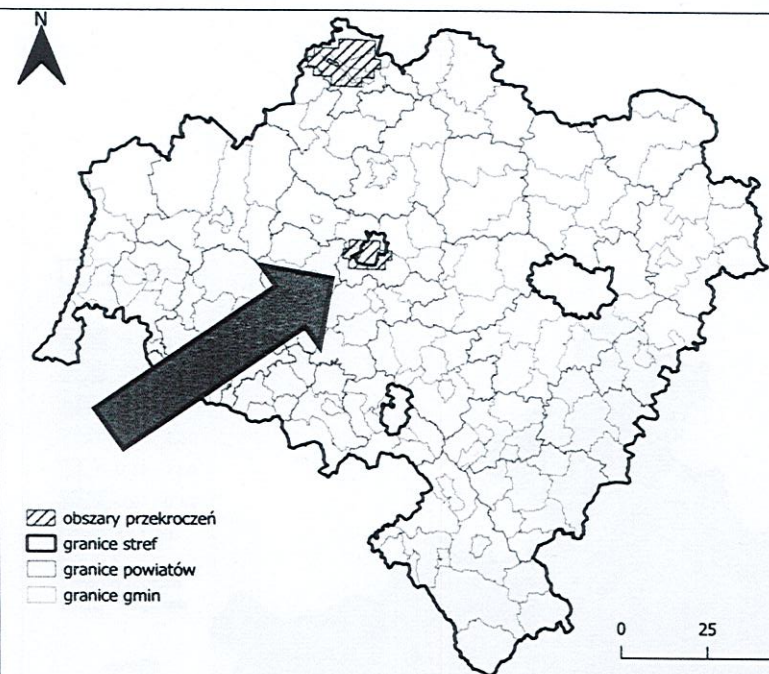 N
obszary przekroczeń
granice stref
granice powiatów
granice gmin
0 25